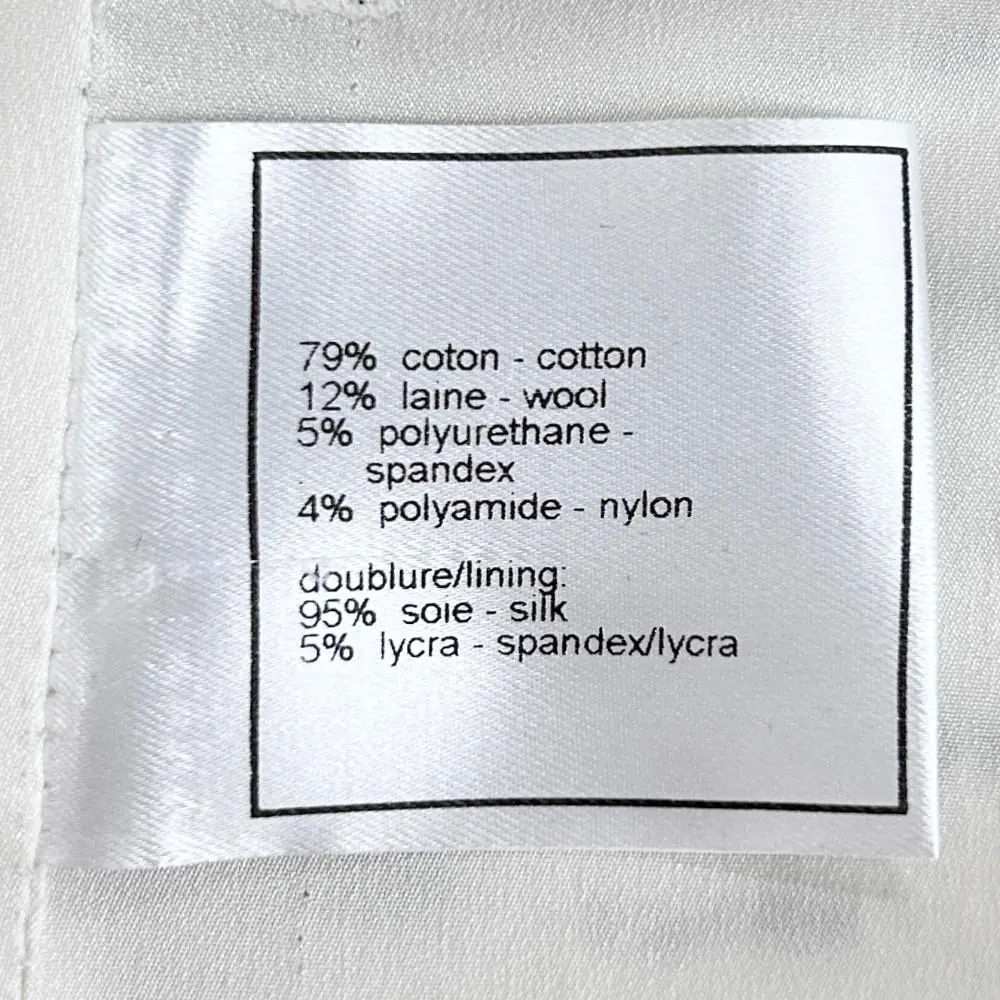 79% coton - cotton
12% laine - wool
5% polyurethane -
spandex
4% polyamide - nylon
doublure/lining:
95% soie - silk
5% lycra - spandex/lycra